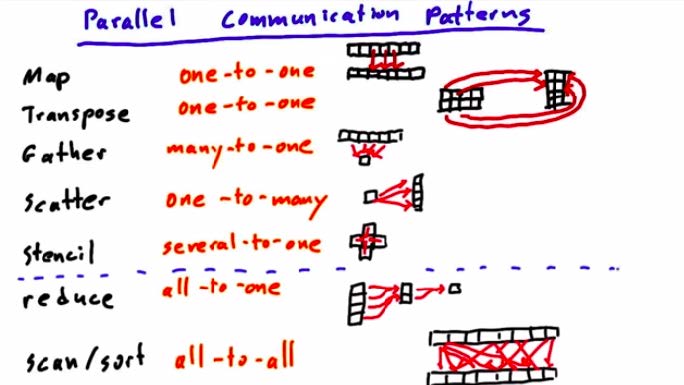 Parallel Communication Patterns
Map one-to-one
Transpose one-to-one
Gather many-to-one
Scatter one-to-many
Stencil several-to-one
reduce all-to-one
scan/sort all-to-all